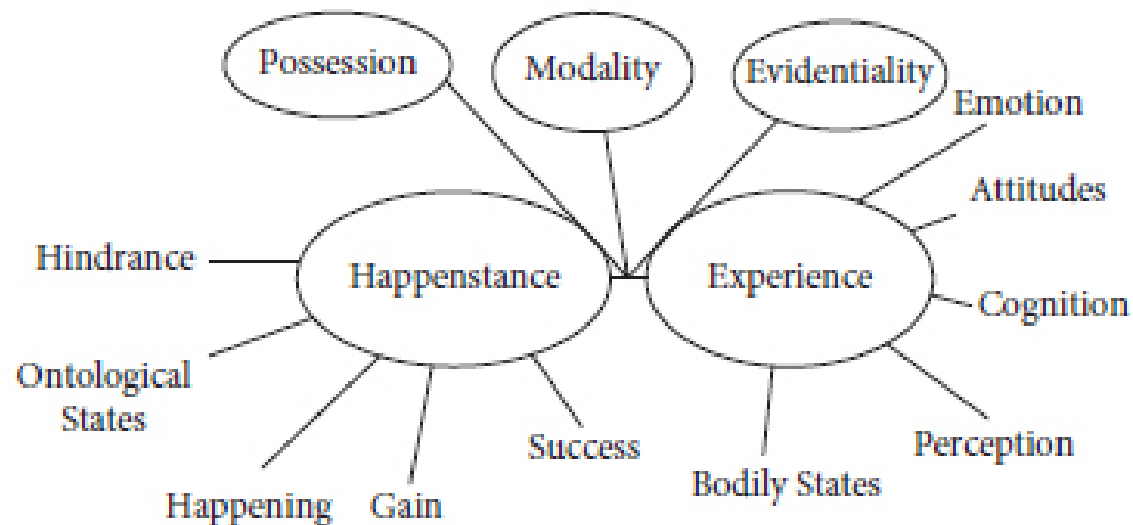 Possession
Modality
Evidentiality
Emotion
Attitudes
Hindrance
Happenstance
Experience
Cognition
Ontological
States
Success
Perception
Bodily States
Happening
Gain